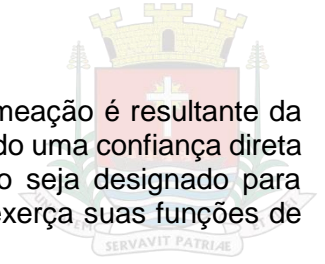 meação é resultante da
do uma confiança direta
o seja designado para
exerça suas funções de
SERVAVIT PATRIAE